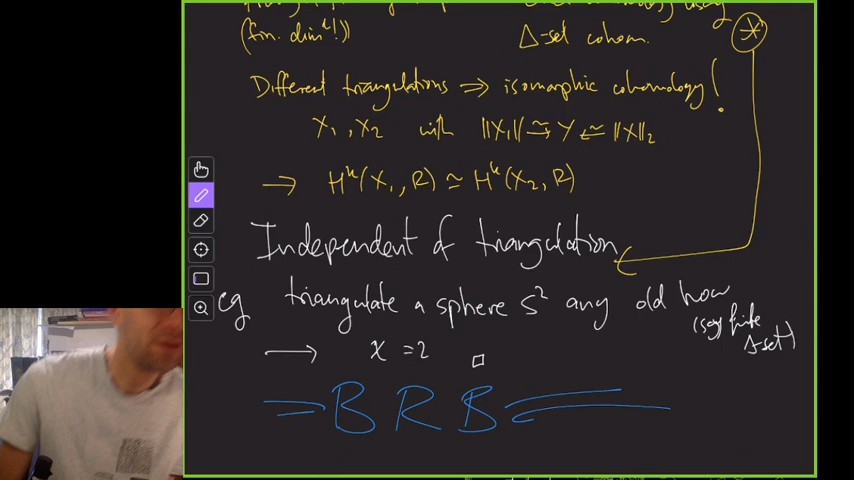 (fin. dim'l!) Δ-set cohom. *
Different triangulations ⇒ isomorphic cohomology!
X₁, X₂ with ||X₁|| ≅→ Y ←≅ ||X||₂
→ Hᵏ(X₁, R) ≃ Hᵏ(X₂, R)
Independent of triangulation
eg triangulate a sphere S² any old how
(say finite
Δ-set)
→ χ = 2 □
= BRB =